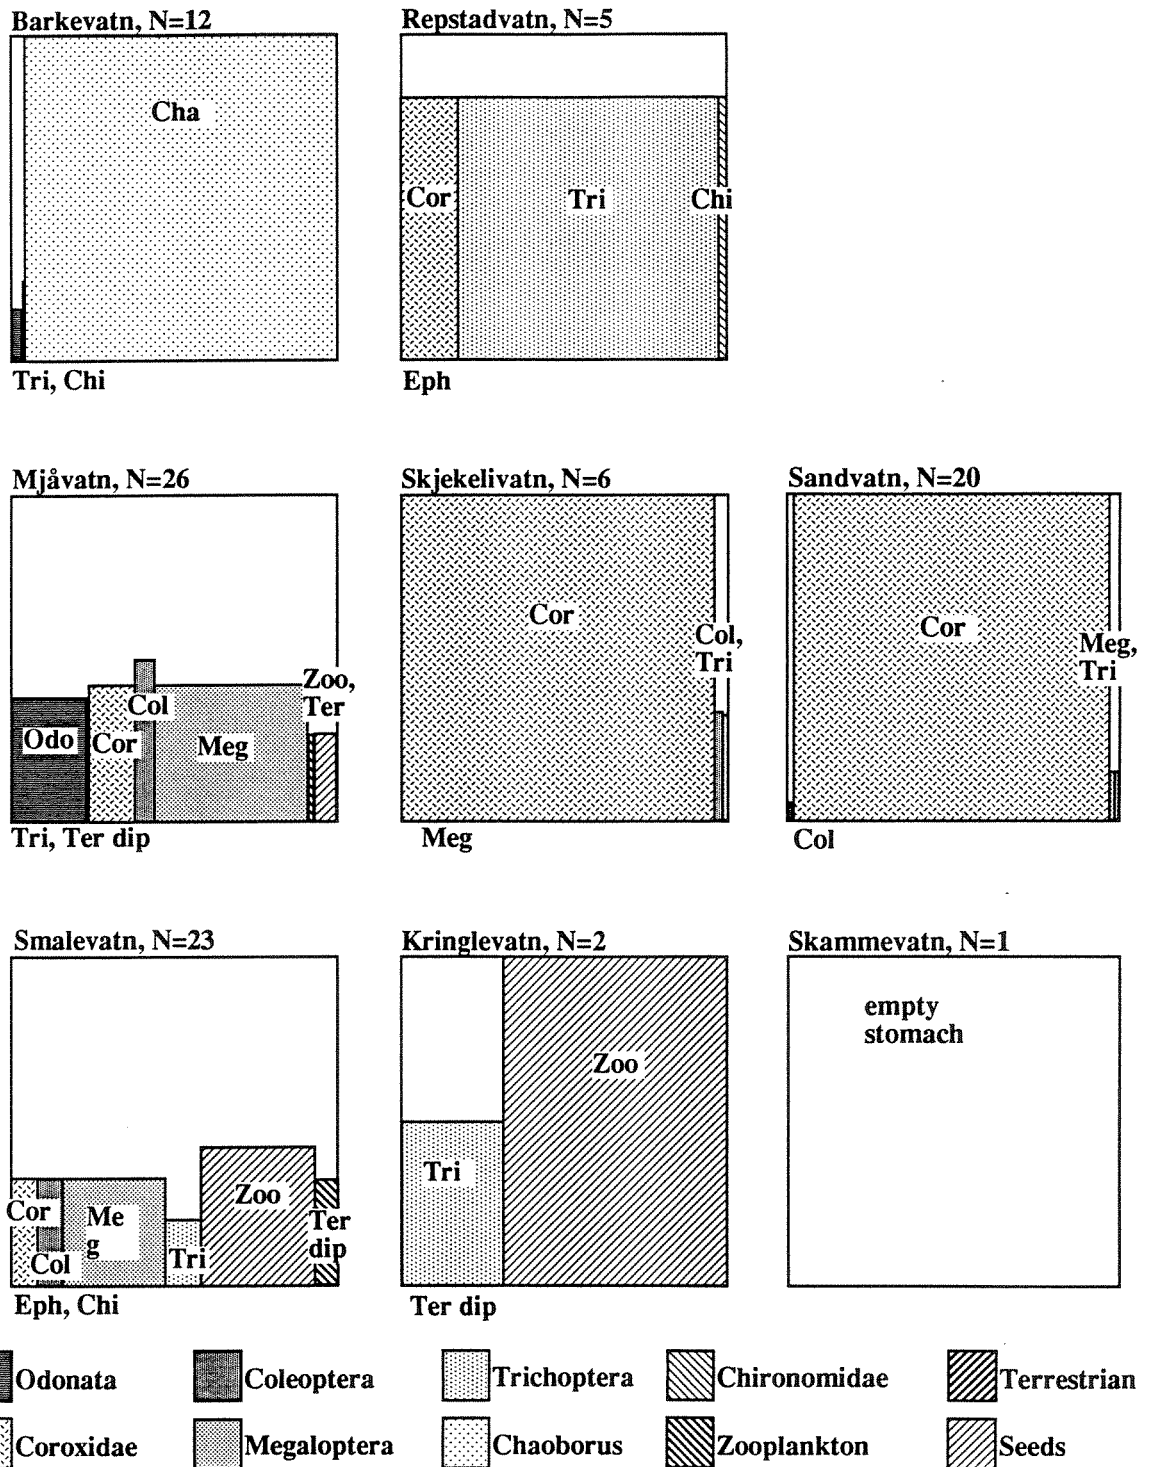 Barkevatn, N=12
Repstadvatn, N=5
Cha
Cor
Tri
Chi
Tri, Chi
Eph
Mjåvatn, N=26
Skjekelivatn, N=6
Sandvatn, N=20
Odo
Cor
Col
Meg
Zoo,
Ter
Cor
Col,
Tri
Cor
Meg,
Tri
Tri, Ter dip
Meg
Col
Smalevatn, N=23
Kringlevatn, N=2
Skammevatn, N=1
Cor
Col
Me
g
Tri
Zoo
Ter
dip
Tri
Zoo
empty
stomach
Eph, Chi
Ter dip
Odonata
Coleoptera
Trichoptera
Chironomidae
Terrestrian
Coroxidae
Megaloptera
Chaoborus
Zooplankton
Seeds